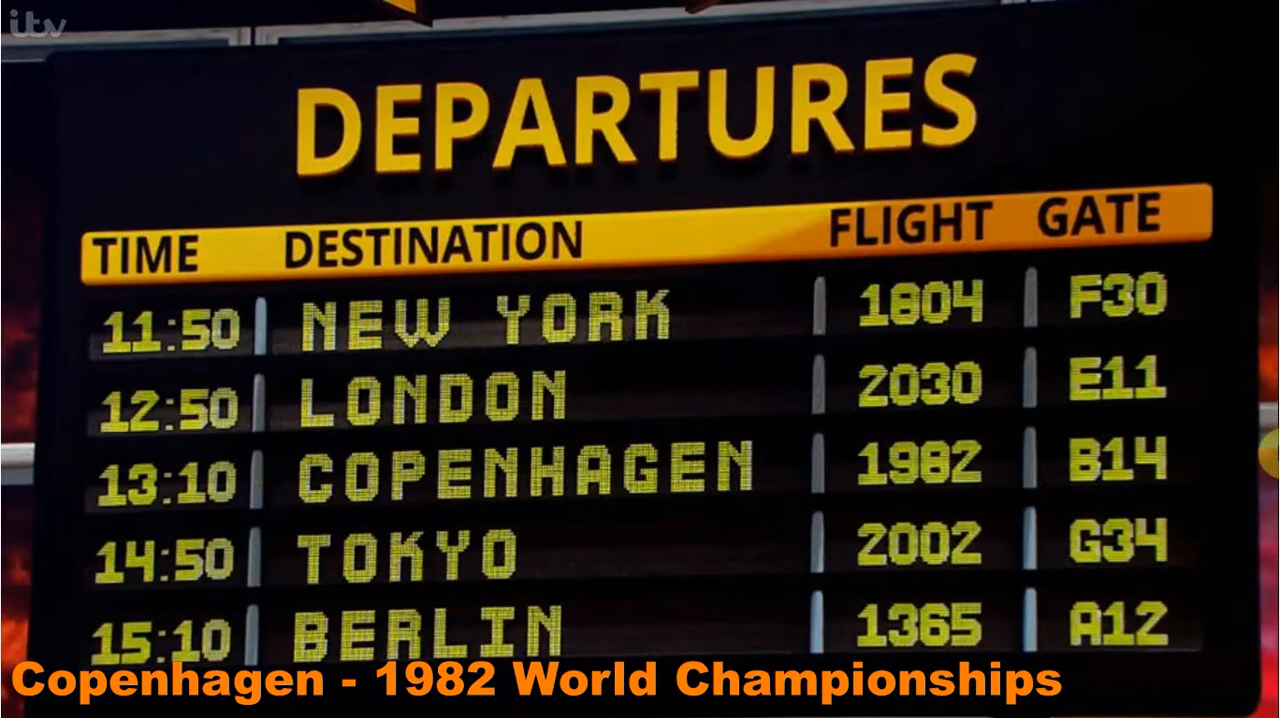 itv
DEPARTURES
TIME DESTINATION FLIGHT GATE
11:50 NEW YORK 1804 F30
12:50 LONDON 2030 E11
13:10 COPENHAGEN 1982 B14
14:50 TOKYO 2002 G34
15:10 BERLIN 1365 A12
Copenhagen - 1982 World Championships